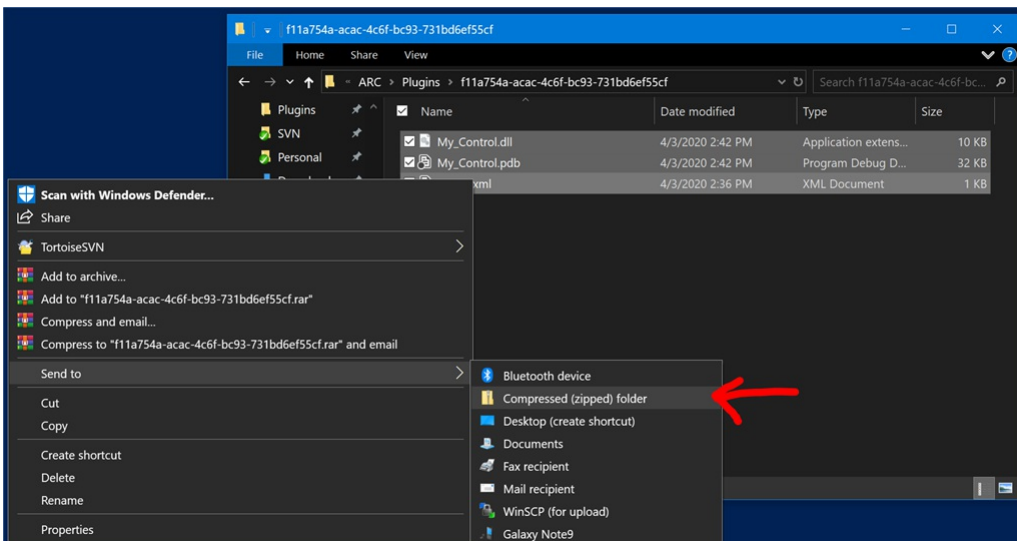 f11a754a-acac-4c6f-bc93-731bd6ef55cf
File Home Share View
ARC > Plugins > f11a754a-acac-4c6f-bc93-731bd6ef55cf
Search f11a754a-acac-4c6f-bc...
Plugins
SVN
Personal
Name Date modified Type Size
My_Control.dll 4/3/2020 2:42 PM Application extens... 10 KB
My_Control.pdb 4/3/2020 2:42 PM Program Debug D... 32 KB
xml 4/3/2020 2:36 PM XML Document 1 KB
Scan with Windows Defender...
Share
TortoiseSVN
Add to archive...
Add to "f11a754a-acac-4c6f-bc93-731bd6ef55cf.rar"
Compress and email...
Compress to "f11a754a-acac-4c6f-bc93-731bd6ef55cf.rar" and email
Send to
Cut
Copy
Create shortcut
Delete
Rename
Properties
Bluetooth device
Compressed (zipped) folder
Desktop (create shortcut)
Documents
Fax recipient
Mail recipient
WinSCP (for upload)
Galaxy Note9